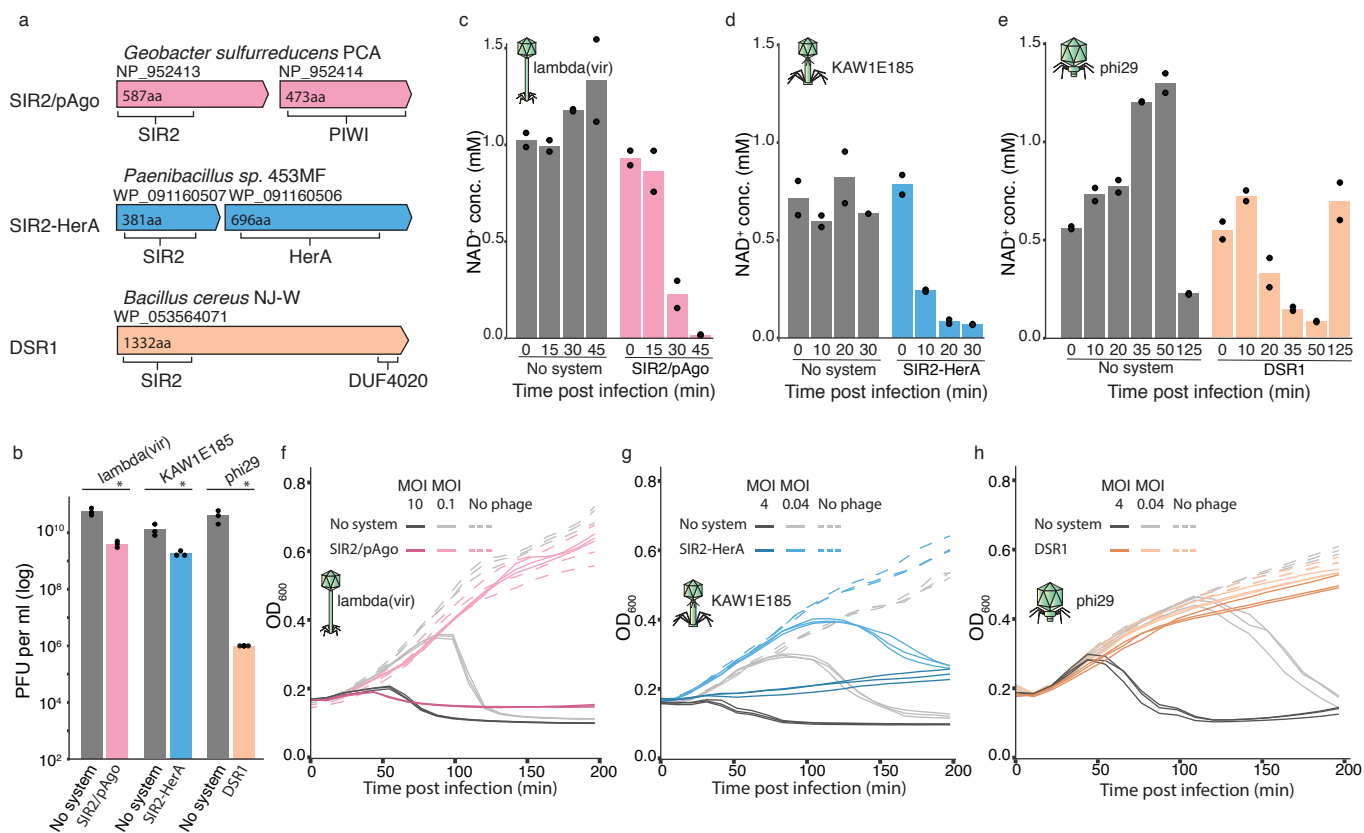 a
Geobacter sulfurreducens PCA
NP_952413 NP_952414
SIR2/pAgo 587aa 473aa
SIR2 PIWI
Paenibacillus sp. 453MF
WP_091160507 WP_091160506
SIR2-HerA 381aa 696aa
SIR2 HerA
Bacillus cereus NJ-W
WP_053564071
DSR1 1332aa
SIR2 DUF4020
b
lambda(vir) KAW1E185 phi29
* * *
PFU per ml (log)
10^10
10^8
10^6
10^4
10^2
No system SIR2/pAgo No system SIR2-HerA No system DSR1
c
lambda(vir)
NAD+ conc. (mM)
1.5
1.0
0.5
0.0
0 15 30 45 0 15 30 45
No system SIR2/pAgo
Time post infection (min)
d
KAW1E185
NAD+ conc. (mM)
1.5
1.0
0.5
0.0
0 10 20 30 0 10 20 30
No system SIR2-HerA
Time post infection (min)
e
phi29
NAD+ conc. (mM)
1.5
1.0
0.5
0.0
0 10 20 35 50 125 0 10 20 35 50 125
No system DSR1
Time post infection (min)
f
MOI MOI
10 0.1 No phage
No system
SIR2/pAgo
lambda(vir)
OD600
0.8
0.6
0.4
0.2
0.0
0 50 100 150 200
Time post infection (min)
g
MOI MOI
4 0.04 No phage
No system
SIR2-HerA
KAW1E185
OD600
0.8
0.6
0.4
0.2
0.0
0 50 100 150 200
Time post infection (min)
h
MOI MOI
4 0.04 No phage
No system
DSR1
phi29
OD600
0.8
0.6
0.4
0.2
0.0
0 50 100 150 200
Time post infection (min)